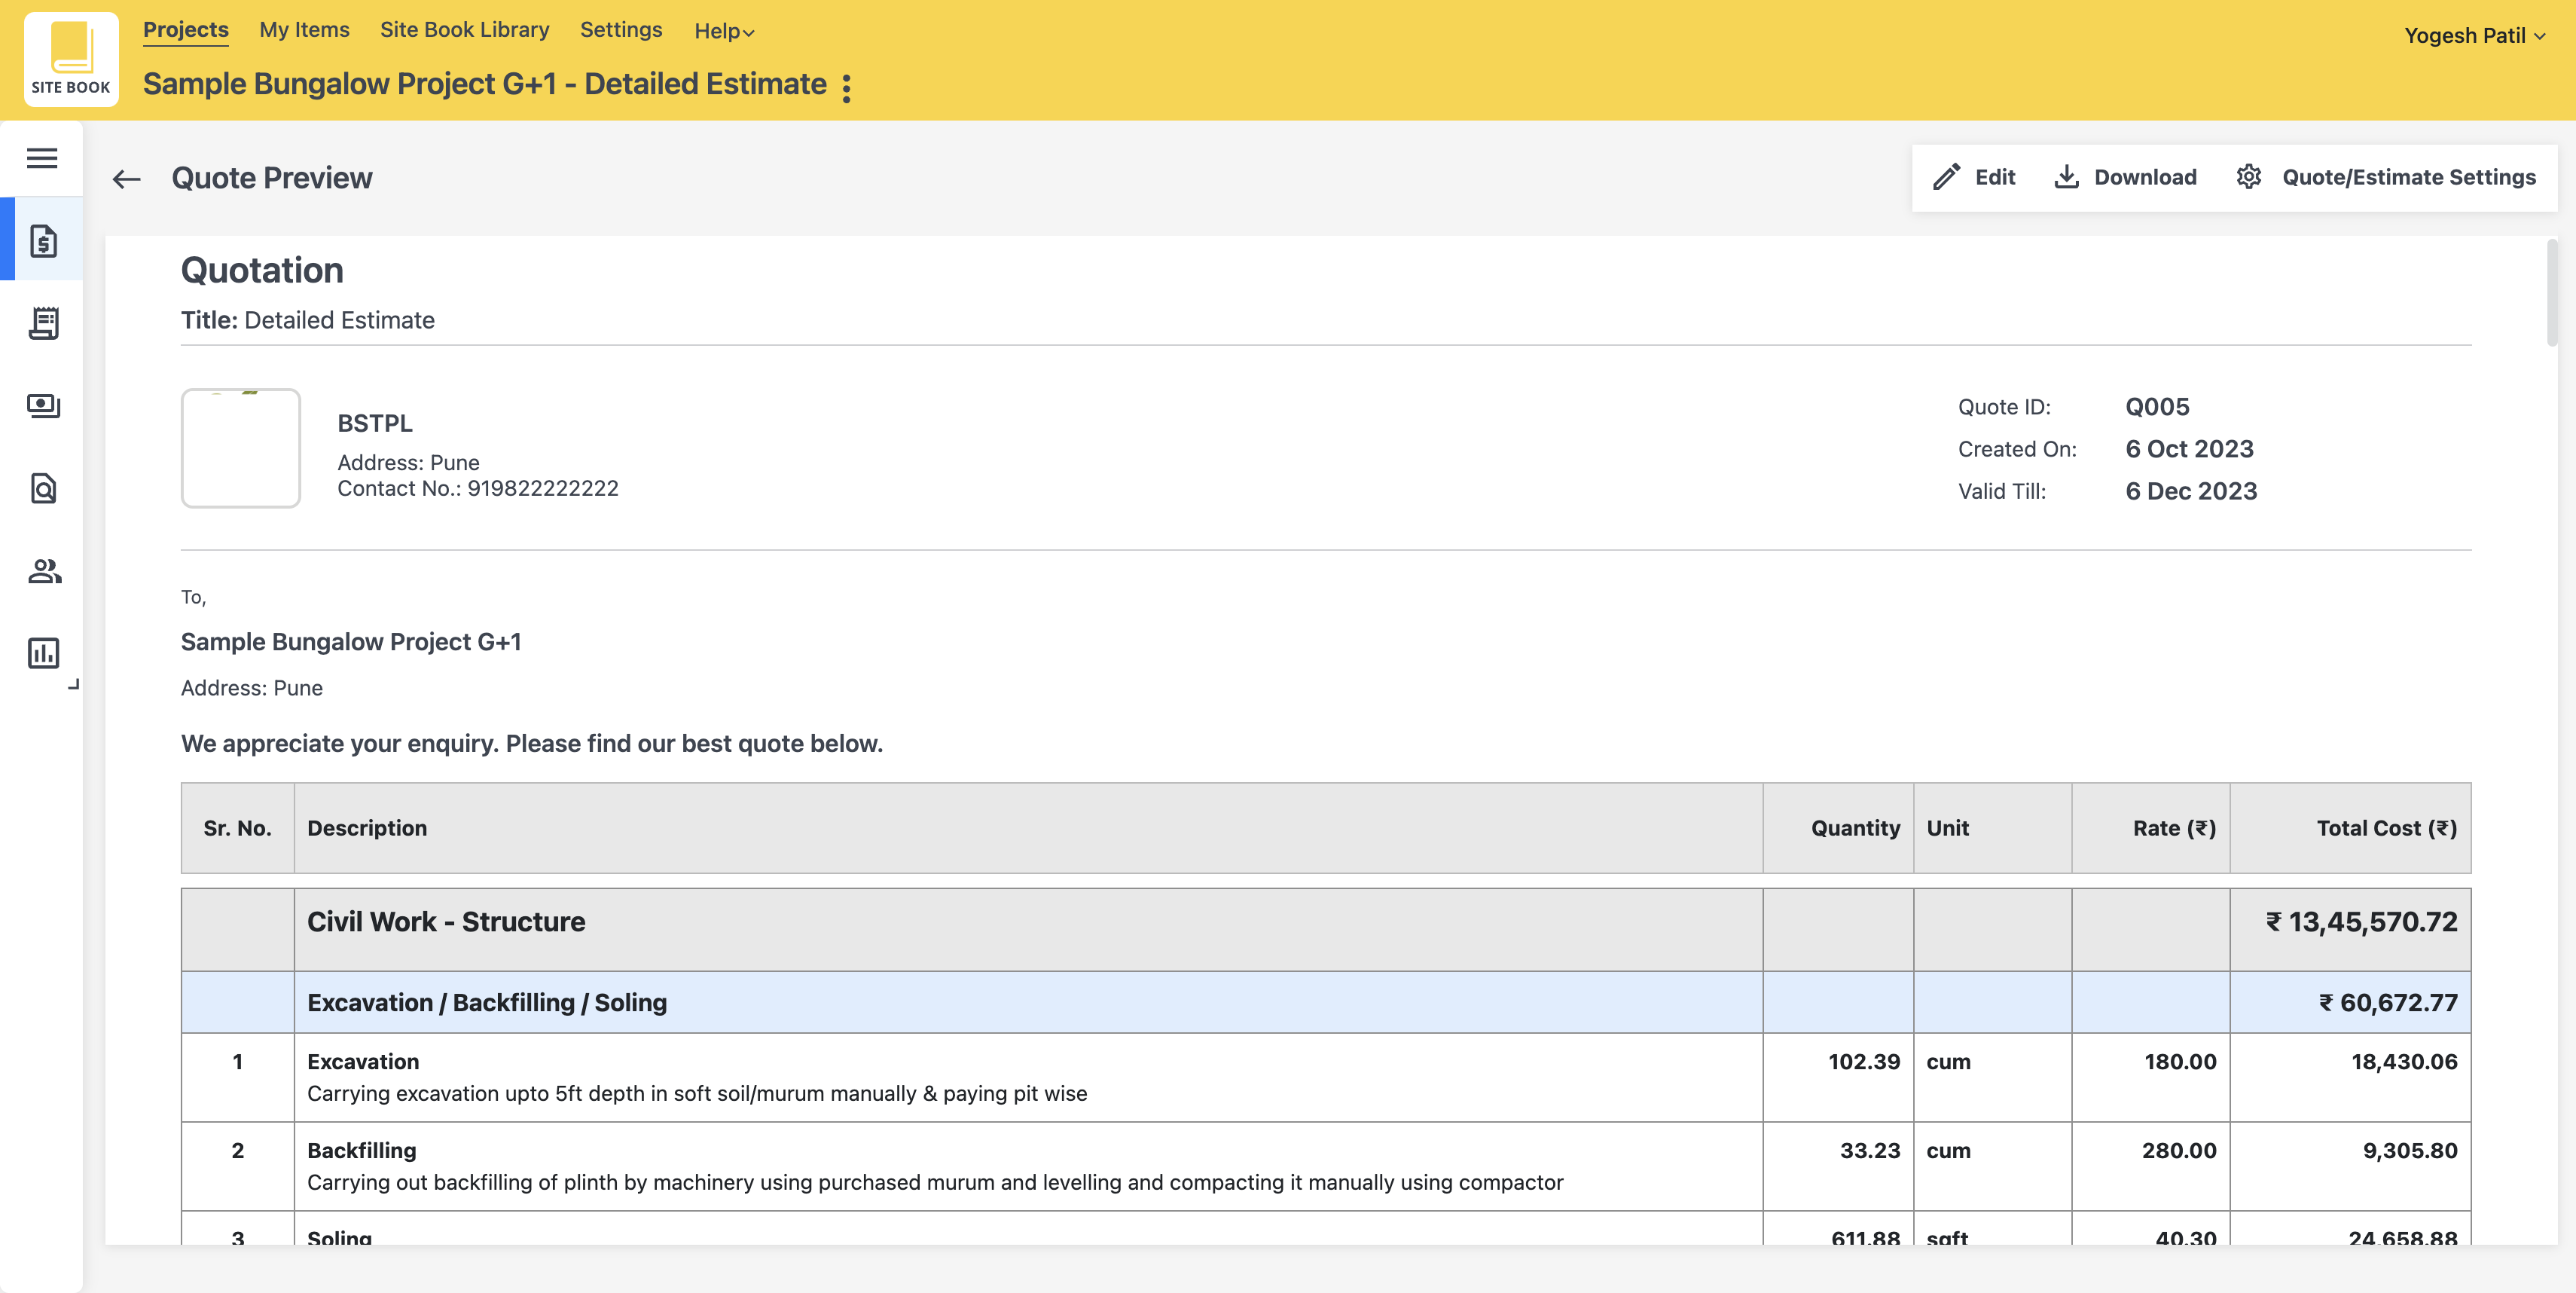 SITE BOOK
Projects My Items Site Book Library Settings Help
Yogesh Patil
Sample Bungalow Project G+1 - Detailed Estimate
Quote Preview
Edit Download Quote/Estimate Settings
Quotation
Title: Detailed Estimate
BSTPL
Address: Pune
Contact No.: 919822222222
Quote ID: Q005
Created On: 6 Oct 2023
Valid Till: 6 Dec 2023
To,
Sample Bungalow Project G+1
Address: Pune
We appreciate your enquiry. Please find our best quote below.
Sr. No. Description Quantity Unit Rate (₹) Total Cost (₹)
Civil Work - Structure ₹ 13,45,570.72
Excavation / Backfilling / Soling ₹ 60,672.77
1 Excavation 102.39 cum 180.00 18,430.06
Carrying excavation upto 5ft depth in soft soil/murum manually & paying pit wise
2 Backfilling 33.23 cum 280.00 9,305.80
Carrying out backfilling of plinth by machinery using purchased murum and levelling and compacting it manually using compactor
3 Soling 611.88 sqft 40.30 24,658.88